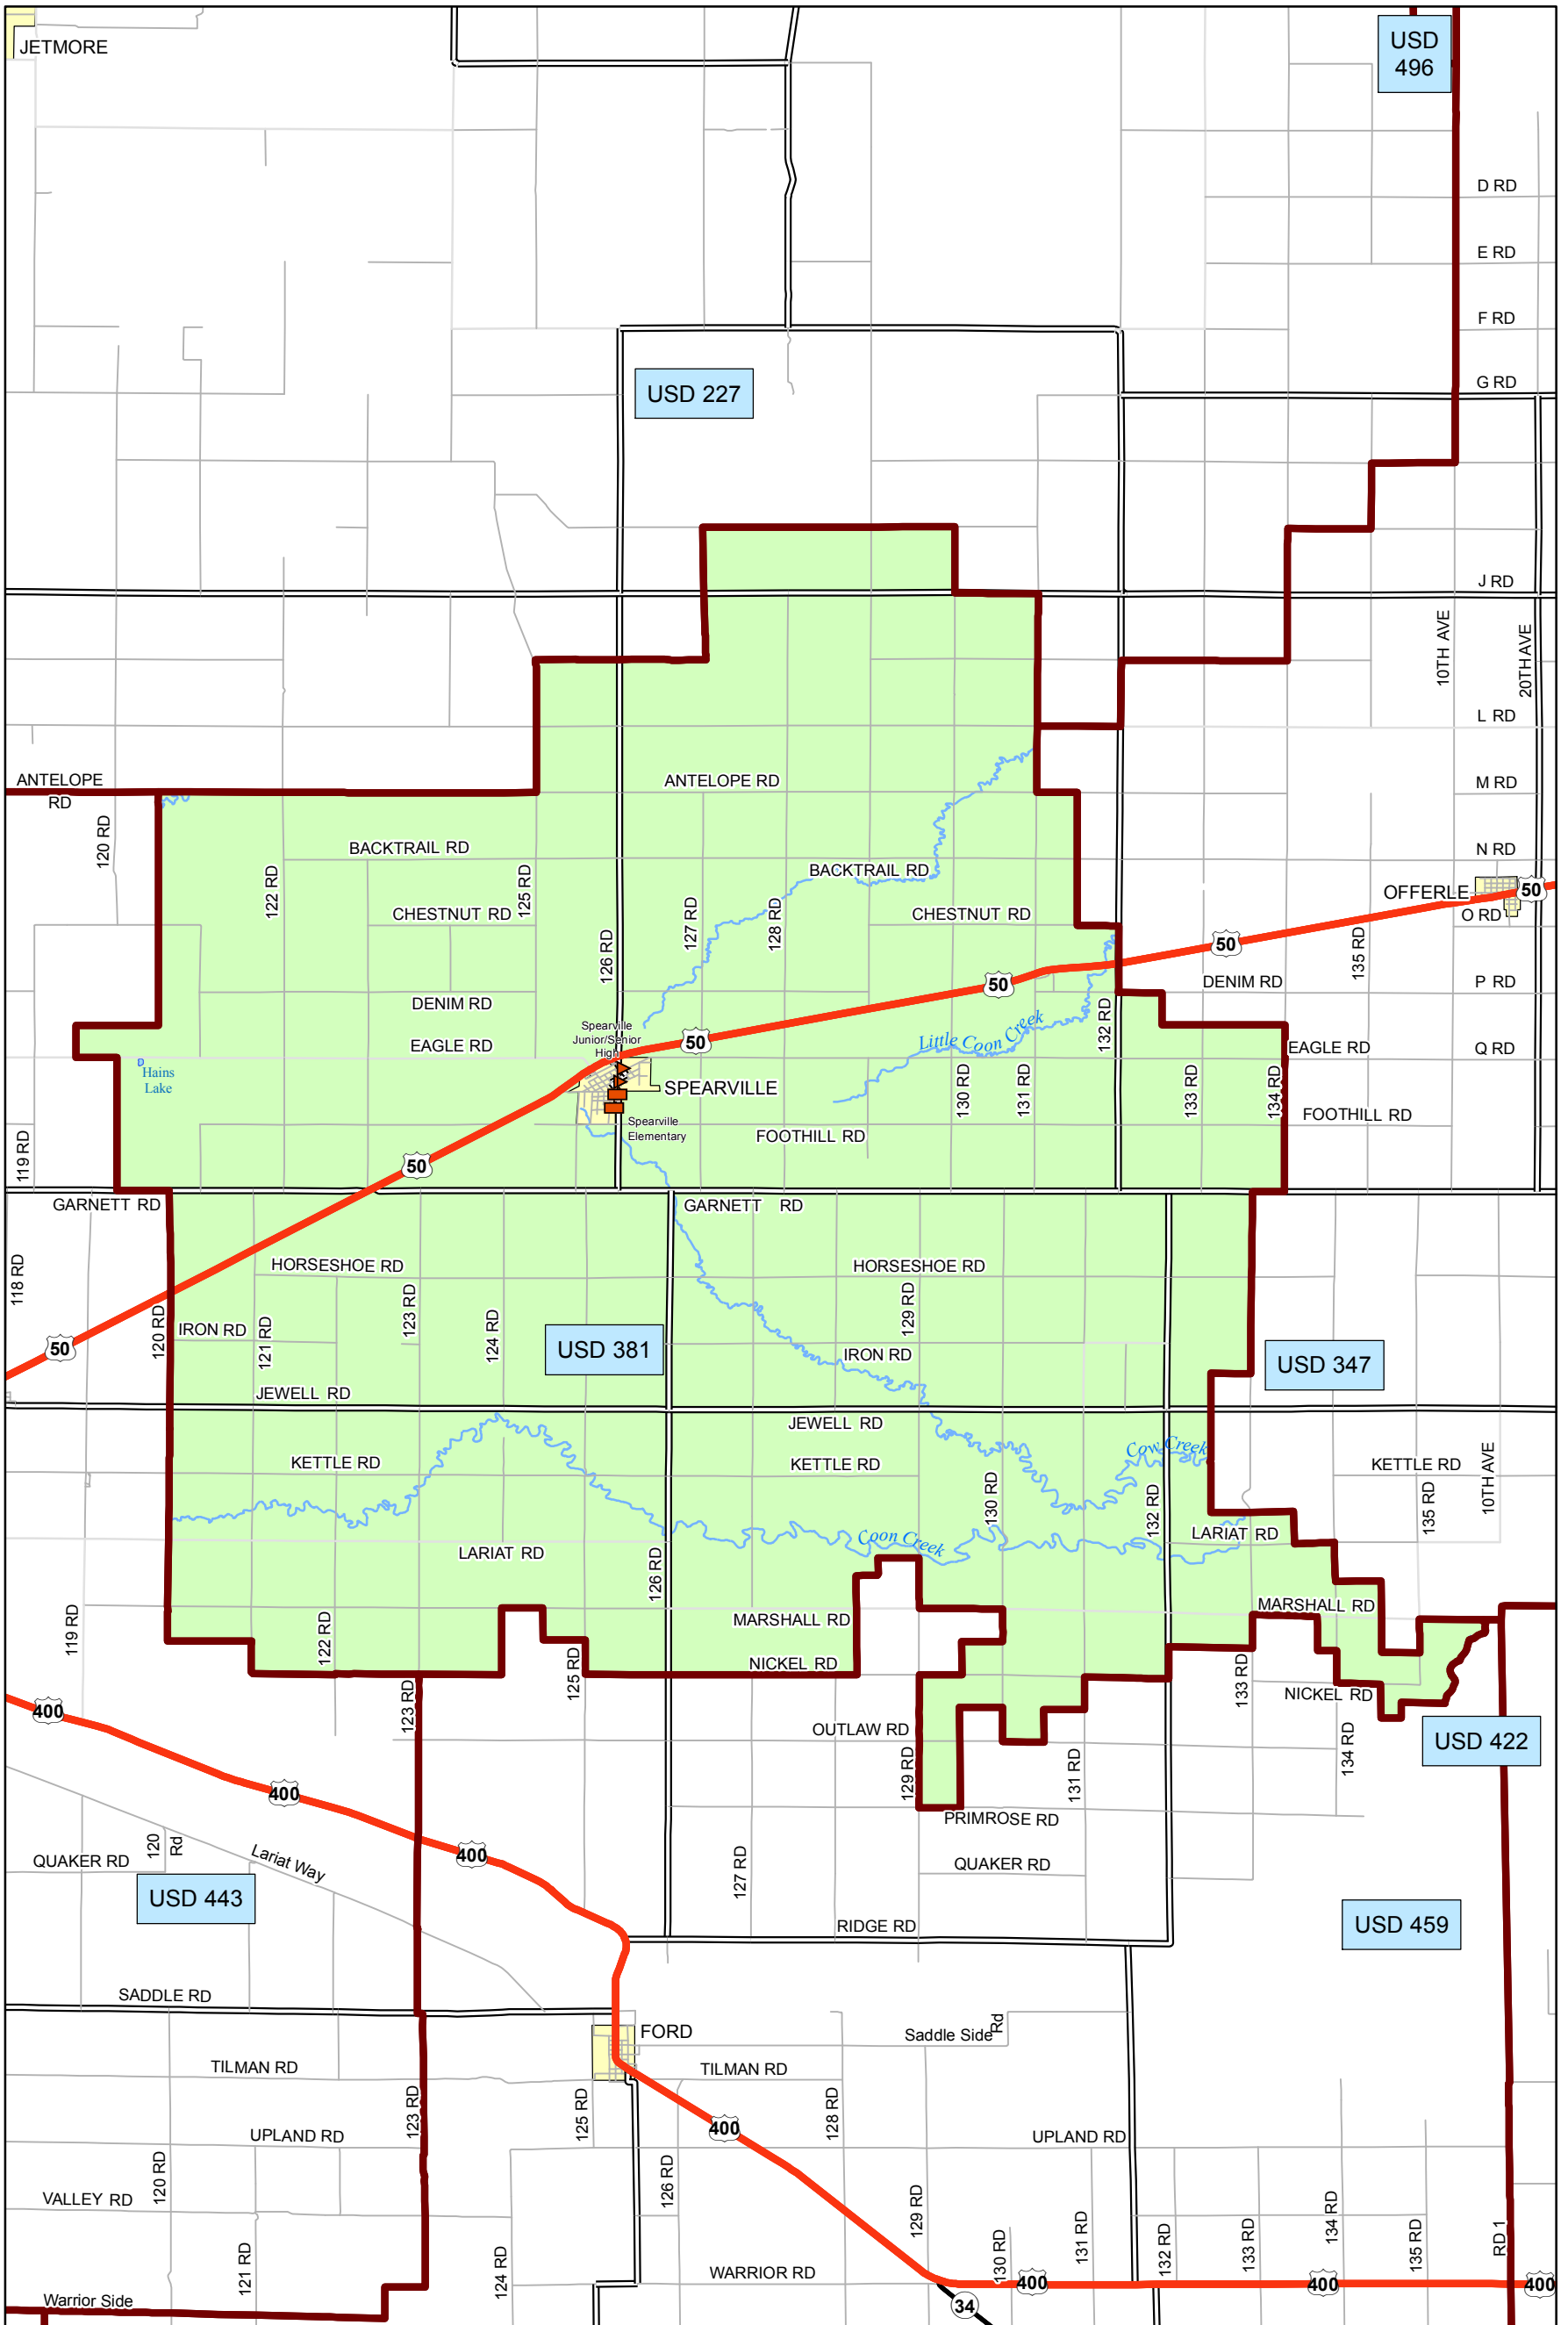 JETMORE
USD
496
D RD
E RD
F RD
G RD
USD 227
J RD
10TH AVE
20TH AVE
L RD
ANTELOPE
RD
ANTELOPE RD
M RD
120 RD
BACKTRAIL RD
N RD
122 RD
125 RD
BACKTRAIL RD
OFFERLE
50
CHESTNUT RD
127 RD
128 RD
CHESTNUT RD
O RD
126 RD
50
135 RD
50
DENIM RD
DENIM RD
P RD
Spearville
Junior/Senior
High
50
Little Coon Creek
132 RD
EAGLE RD
EAGLE RD
Q RD
Hains
Lake
SPEARVILLE
130 RD
131 RD
133 RD
134 RD
Spearville
Elementary
FOOTHILL RD
FOOTHILL RD
119 RD
50
GARNETT RD
GARNETT RD
118 RD
HORSESHOE RD
HORSESHOE RD
120 RD
IRON RD
121 RD
123 RD
124 RD
129 RD
50
USD 381
IRON RD
USD 347
JEWELL RD
JEWELL RD
KETTLE RD
KETTLE RD
Cow Creek
KETTLE RD
10TH AVE
130 RD
132 RD
135 RD
LARIAT RD
Coon Creek
LARIAT RD
126 RD
119 RD
122 RD
MARSHALL RD
MARSHALL RD
125 RD
NICKEL RD
133 RD
NICKEL RD
123 RD
400
OUTLAW RD
USD 422
129 RD
131 RD
134 RD
400
PRIMROSE RD
120
Rd
QUAKER RD
Lariat Way
400
127 RD
QUAKER RD
USD 443
RIDGE RD
USD 459
SADDLE RD
FORD
Saddle Side
Rd
TILMAN RD
TILMAN RD
123 RD
125 RD
400
128 RD
UPLAND RD
UPLAND RD
120 RD
126 RD
VALLEY RD
129 RD
130 RD
131 RD
132 RD
133 RD
134 RD
135 RD
RD 1
121 RD
124 RD
WARRIOR RD
400
400
400
Warrior Side
34